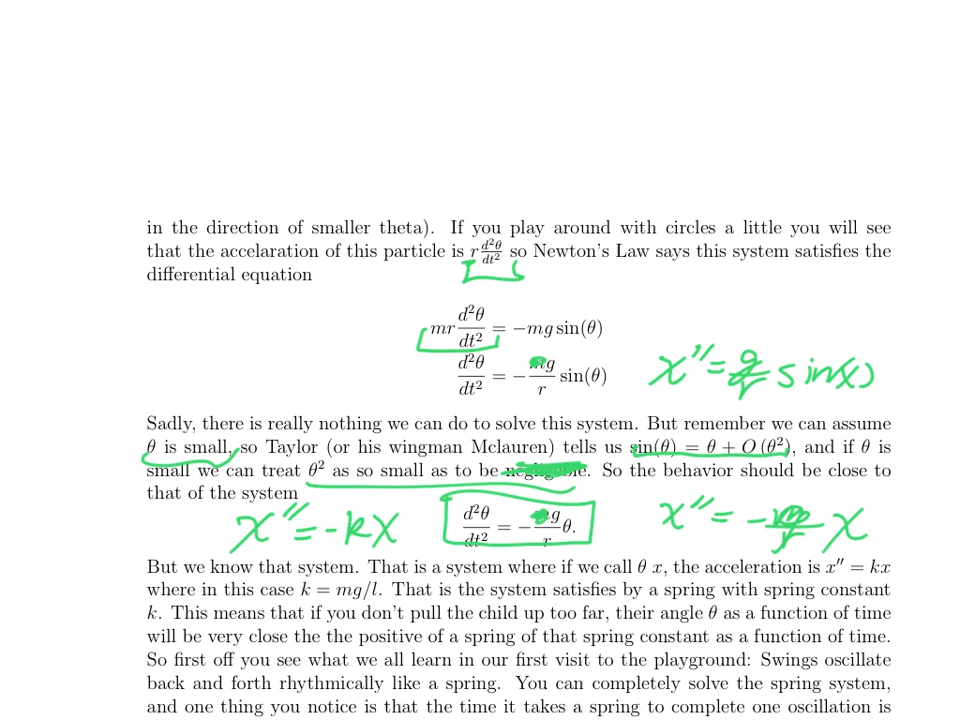 in the direction of smaller theta). If you play around with circles a little you will see
that the accelaration of this particle is r d²θ/dt² so Newton's Law says this system satisfies the
differential equation
mr d²θ/dt² = −mg sin(θ)
d²θ/dt² = − g/r sin(θ)
x″= g/r sin(x)
Sadly, there is really nothing we can do to solve this system. But remember we can assume
θ is small, so Taylor (or his wingman Mclauren) tells us sin(θ) = θ + O(θ²), and if θ is
small we can treat θ² as so small as to be negligable. So the behavior should be close to
that of the system
x″=-kx
d²θ/dt² = − g/r θ.
x″= - x
But we know that system. That is a system where if we call θ x, the acceleration is x″ = kx
where in this case k = mg/l. That is the system satisfies by a spring with spring constant
k. This means that if you don't pull the child up too far, their angle θ as a function of time
will be very close the the positive of a spring of that spring constant as a function of time.
So first off you see what we all learn in our first visit to the playground: Swings oscillate
back and forth rhythmically like a spring. You can completely solve the spring system,
and one thing you notice is that the time it takes a spring to complete one oscillation is